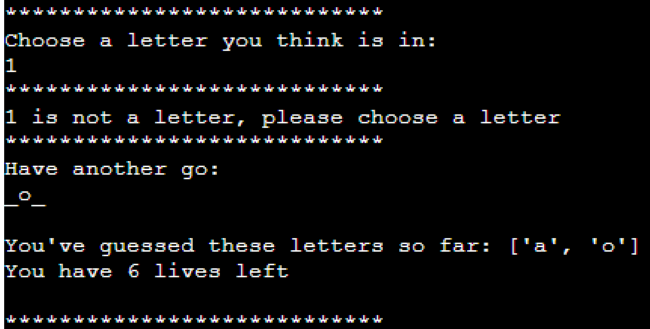 ****************************
Choose a letter you think is in:
1
****************************
1 is not a letter, please choose a letter
****************************
Have another go:
_o_
You've guessed these letters so far: ['a', 'o']
You have 6 lives left
****************************